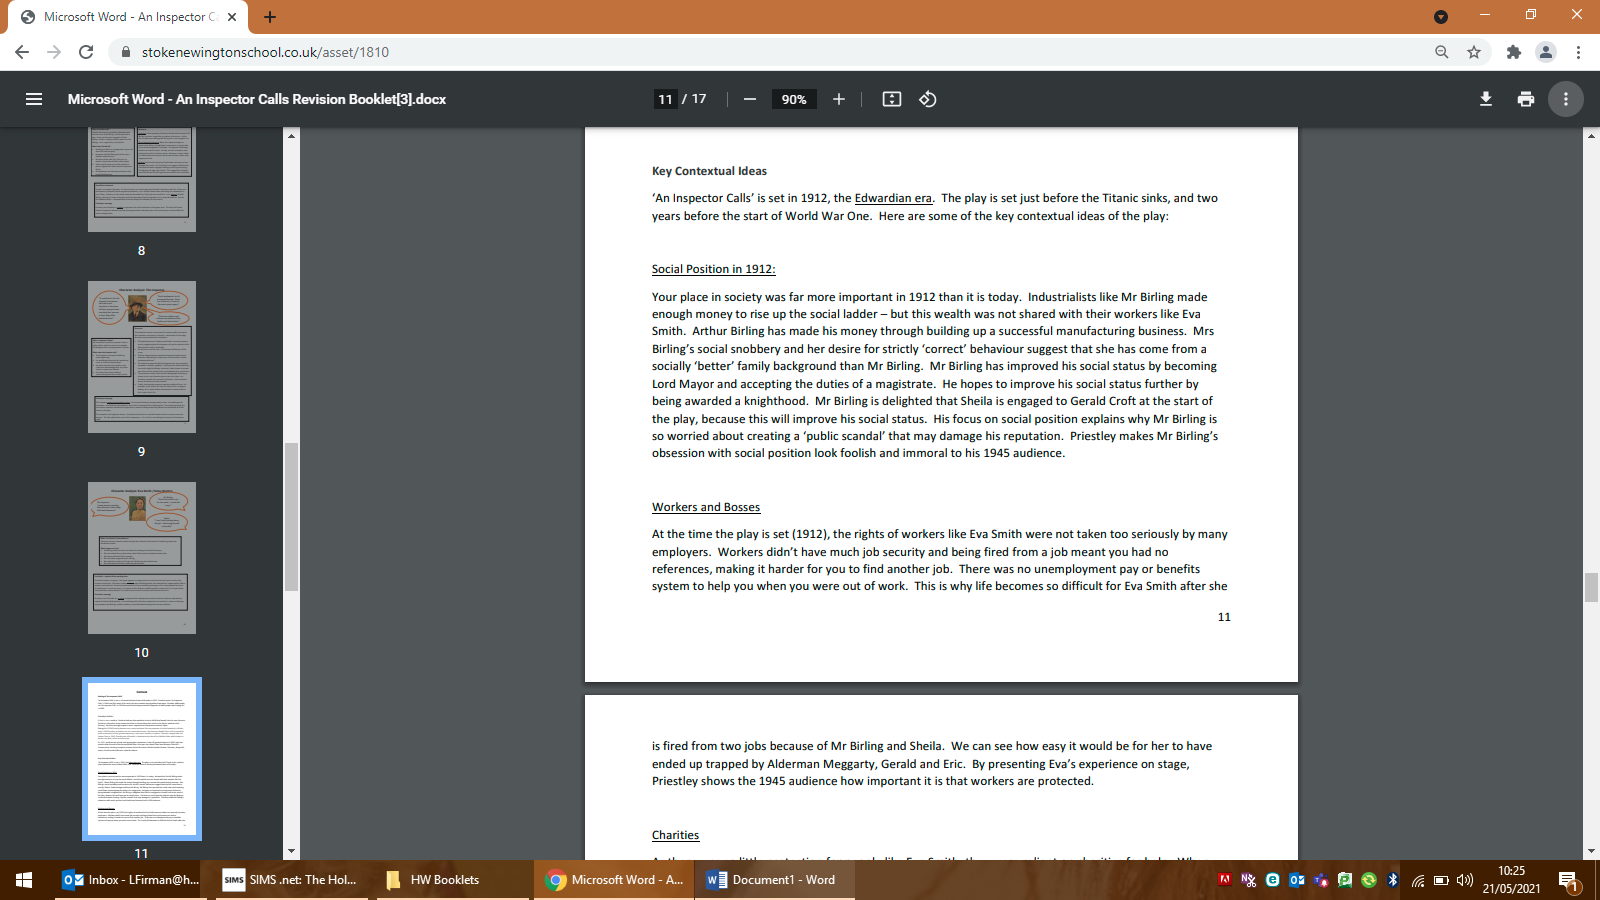 Microsoft Word - An Inspector C
stokenewingtonschool.co.uk/asset/1810
Microsoft Word - An Inspector Calls Revision Booklet[3].docx
11 / 17
90%
8
9
10
11
Key Contextual Ideas
‘An Inspector Calls’ is set in 1912, the Edwardian era.  The play is set just before the Titanic sinks, and two
years before the start of World War One.  Here are some of the key contextual ideas of the play:
Social Position in 1912:
Your place in society was far more important in 1912 than it is today.  Industrialists like Mr Birling made
enough money to rise up the social ladder – but this wealth was not shared with their workers like Eva
Smith.  Arthur Birling has made his money through building up a successful manufacturing business.  Mrs
Birling’s social snobbery and her desire for strictly ‘correct’ behaviour suggest that she has come from a
socially ‘better’ family background than Mr Birling.  Mr Birling has improved his social status by becoming
Lord Mayor and accepting the duties of a magistrate.  He hopes to improve his social status further by
being awarded a knighthood.  Mr Birling is delighted that Sheila is engaged to Gerald Croft at the start of
the play, because this will improve his social status.  His focus on social position explains why Mr Birling is
so worried about creating a ‘public scandal’ that may damage his reputation.  Priestley makes Mr Birling’s
obsession with social position look foolish and immoral to his 1945 audience.
Workers and Bosses
At the time the play is set (1912), the rights of workers like Eva Smith were not taken too seriously by many
employers.  Workers didn’t have much job security and being fired from a job meant you had no
references, making it harder for you to find another job.  There was no unemployment pay or benefits
system to help you when you were out of work.  This is why life becomes so difficult for Eva Smith after she
11
is fired from two jobs because of Mr Birling and Sheila.  We can see how easy it would be for her to have
ended up trapped by Alderman Meggarty, Gerald and Eric.  By presenting Eva’s experience on stage,
Priestley shows the 1945 audience how important it is that workers are protected.
Charities
Inbox - LFirman@h...
SIMS .net: The Hol...
HW Booklets
Microsoft Word - A...
Document1 - Word
10:25
21/05/2021
1